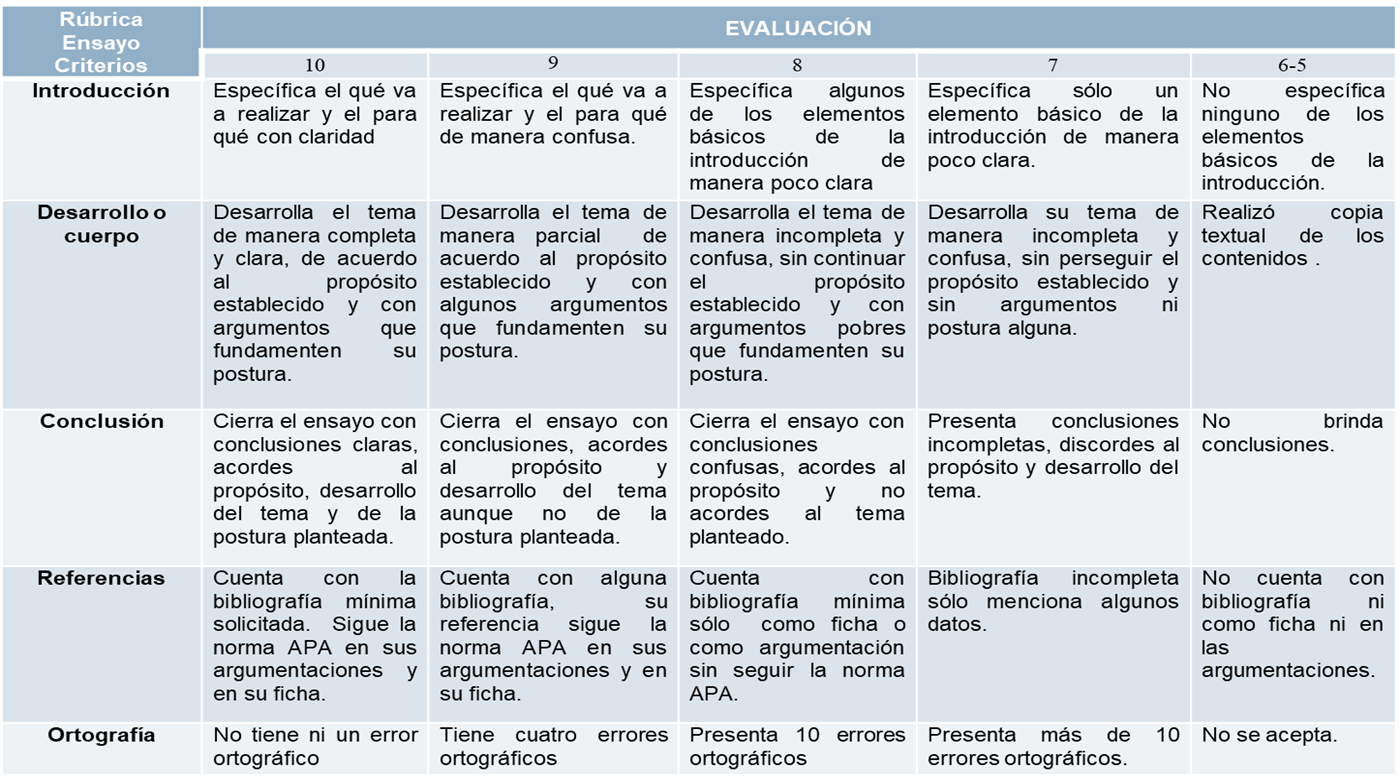 Rúbrica
Ensayo
Criterios
EVALUACIÓN
10
9
8
7
6-5
Introducción
Específica el qué va
a realizar y el para
qué con claridad
Específica el qué va a
realizar y el para qué
de manera confusa.
Específica algunos
de los elementos
básicos de la
introducción de
manera poco clara
Específica sólo un
elemento básico de la
introducción de manera
poco clara.
No específica
ninguno de los
elementos
básicos de la
introducción.
Desarrollo o
cuerpo
Desarrolla el tema
de manera completa
y clara, de acuerdo
al propósito
establecido y con
argumentos que
fundamenten su
postura.
Desarrolla el tema de
manera parcial de
acuerdo al propósito
establecido y con
algunos argumentos
que fundamenten su
postura.
Desarrolla el tema de
manera incompleta y
confusa, sin continuar
el propósito
establecido y con
argumentos pobres
que fundamenten su
postura.
Desarrolla su tema de
manera incompleta y
confusa, sin perseguir el
propósito establecido y
sin argumentos ni
postura alguna.
Realizó copia
textual de los
contenidos .
Conclusión
Cierra el ensayo con
conclusiones claras,
acordes al
propósito, desarrollo
del tema y de la
postura planteada.
Cierra el ensayo con
conclusiones, acordes
al propósito y
desarrollo del tema
aunque no de la
postura planteada.
Cierra el ensayo con
conclusiones
confusas, acordes al
propósito y no
acordes al tema
planteado.
Presenta conclusiones
incompletas, discordes al
propósito y desarrollo del
tema.
No brinda
conclusiones.
Referencias
Cuenta con la
bibliografía mínima
solicitada. Sigue la
norma APA en sus
argumentaciones y
en su ficha.
Cuenta con alguna
bibliografía, su
referencia sigue la
norma APA en sus
argumentaciones y en
su ficha.
Cuenta con
bibliografía mínima
sólo como ficha o
como argumentación
sin seguir la norma
APA.
Bibliografía incompleta
sólo menciona algunos
datos.
No cuenta con
bibliografía ni
como ficha ni en
las
argumentaciones.
Ortografía
No tiene ni un error
ortográfico
Tiene cuatro errores
ortográficos
Presenta 10 errores
ortográficos
Presenta más de 10
errores ortográficos.
No se acepta.